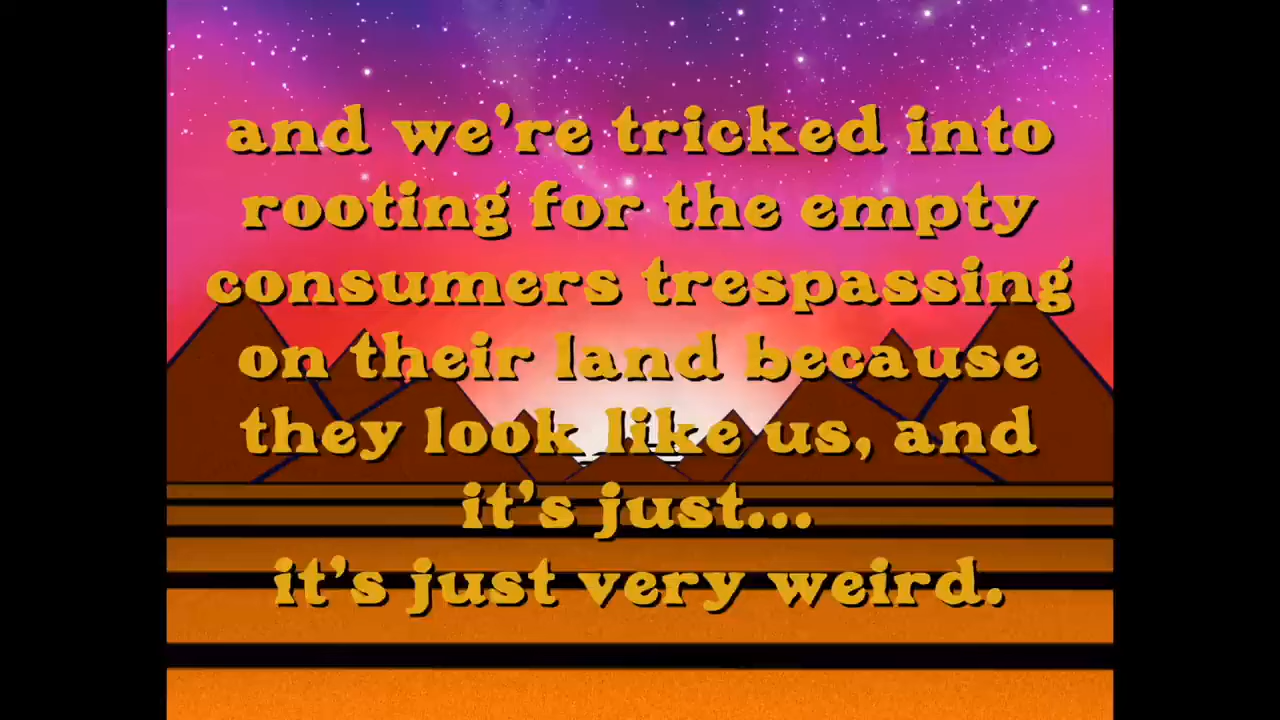 and we're tricked into
rooting for the empty
consumers trespassing
on their land because
they look like us, and
it's just...
it's just very weird.